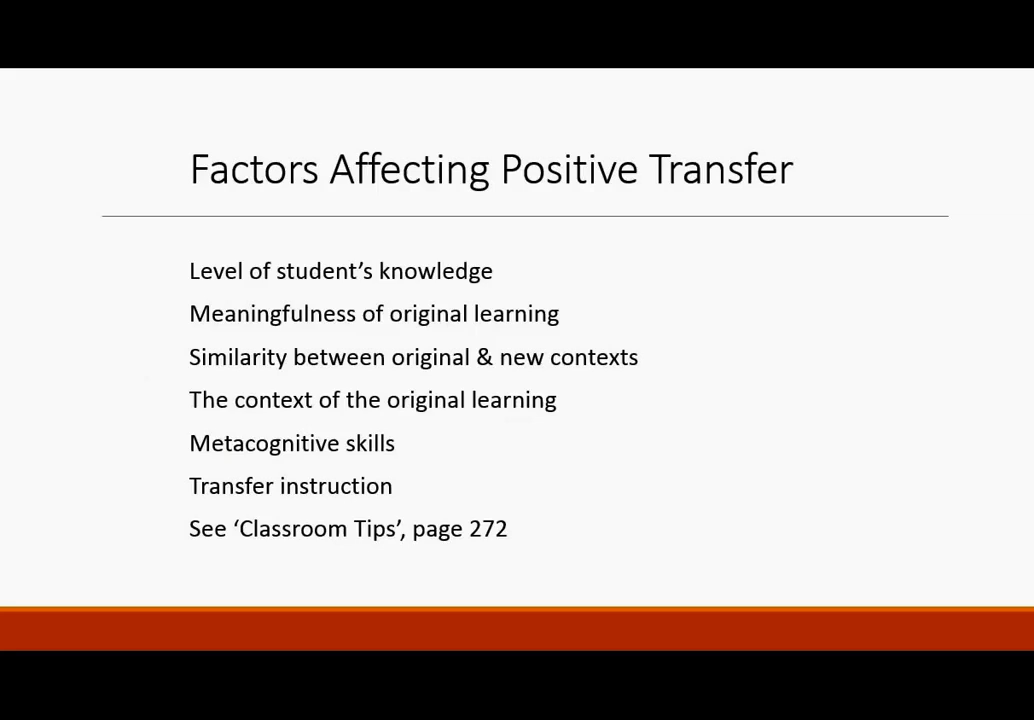 Factors Affecting Positive Transfer
Level of student’s knowledge
Meaningfulness of original learning
Similarity between original & new contexts
The context of the original learning
Metacognitive skills
Transfer instruction
See ‘Classroom Tips’, page 272